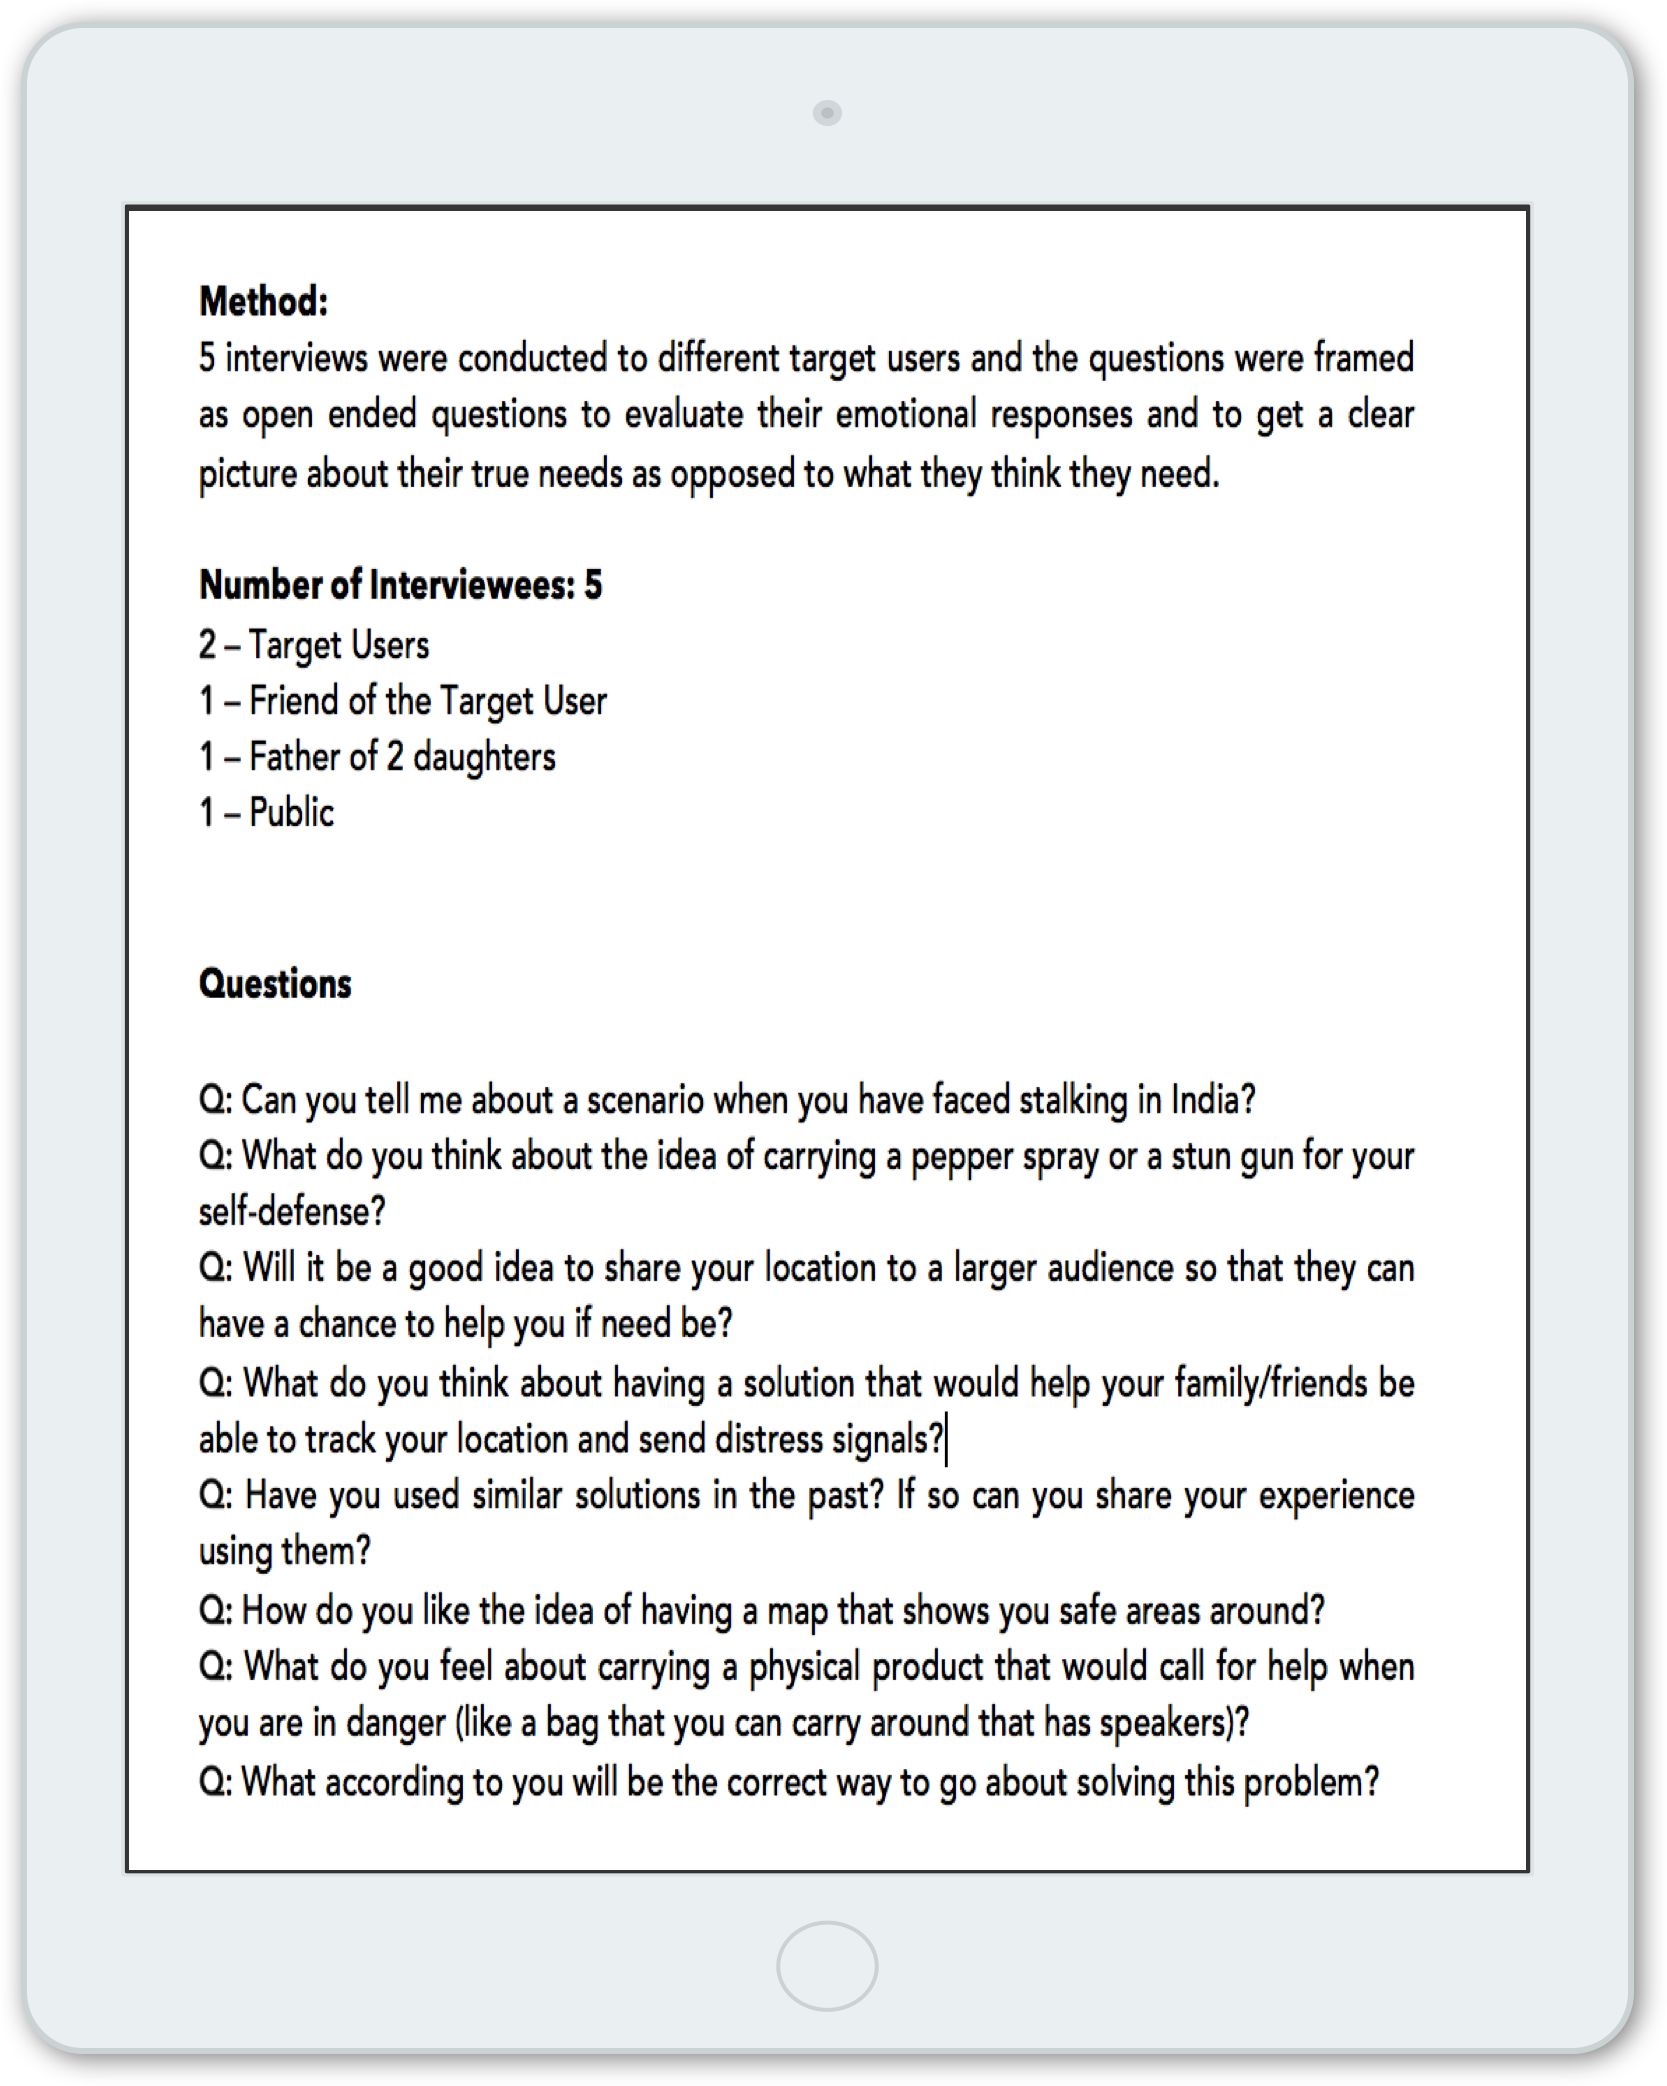 Method:
5 interviews were conducted to different target users and the questions were framed
as open ended questions to evaluate their emotional responses and to get a clear
picture about their true needs as opposed to what they think they need.
Number of Interviewees: 5
2 – Target Users
1 – Friend of the Target User
1 – Father of 2 daughters
1 – Public
Questions
Q: Can you tell me about a scenario when you have faced stalking in India?
Q: What do you think about the idea of carrying a pepper spray or a stun gun for your
self-defense?
Q: Will it be a good idea to share your location to a larger audience so that they can
have a chance to help you if need be?
Q: What do you think about having a solution that would help your family/friends be
able to track your location and send distress signals?
Q: Have you used similar solutions in the past? If so can you share your experience
using them?
Q: How do you like the idea of having a map that shows you safe areas around?
Q: What do you feel about carrying a physical product that would call for help when
you are in danger (like a bag that you can carry around that has speakers)?
Q: What according to you will be the correct way to go about solving this problem?